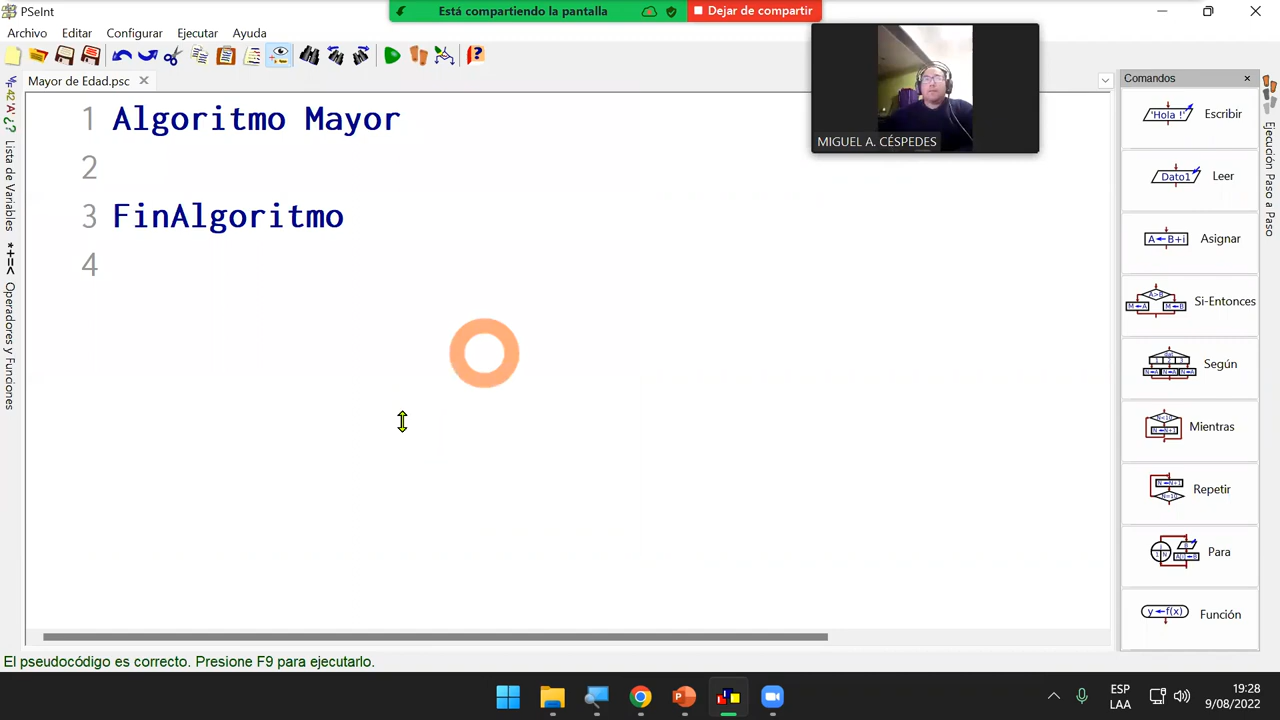 PSeInt
Está compartiendo la pantalla
Dejar de compartir
Archivo Editar Configurar Ejecutar Ayuda
Mayor de Edad.psc
MIGUEL A. CÉSPEDES
Comandos
1 Algoritmo Mayor
2
3 FinAlgoritmo
4
'Hola !' Escribir
Dato1 Leer
A←B+i Asignar
A>B M←A M←B Si-Entonces
Según
Mientras
Repetir
Para
y←f(x) Función
Lista de Variables
Operadores y Funciones
Ejecución Paso a Paso
El pseudocódigo es correcto. Presione F9 para ejecutarlo.
ESP
LAA
19:28
9/08/2022